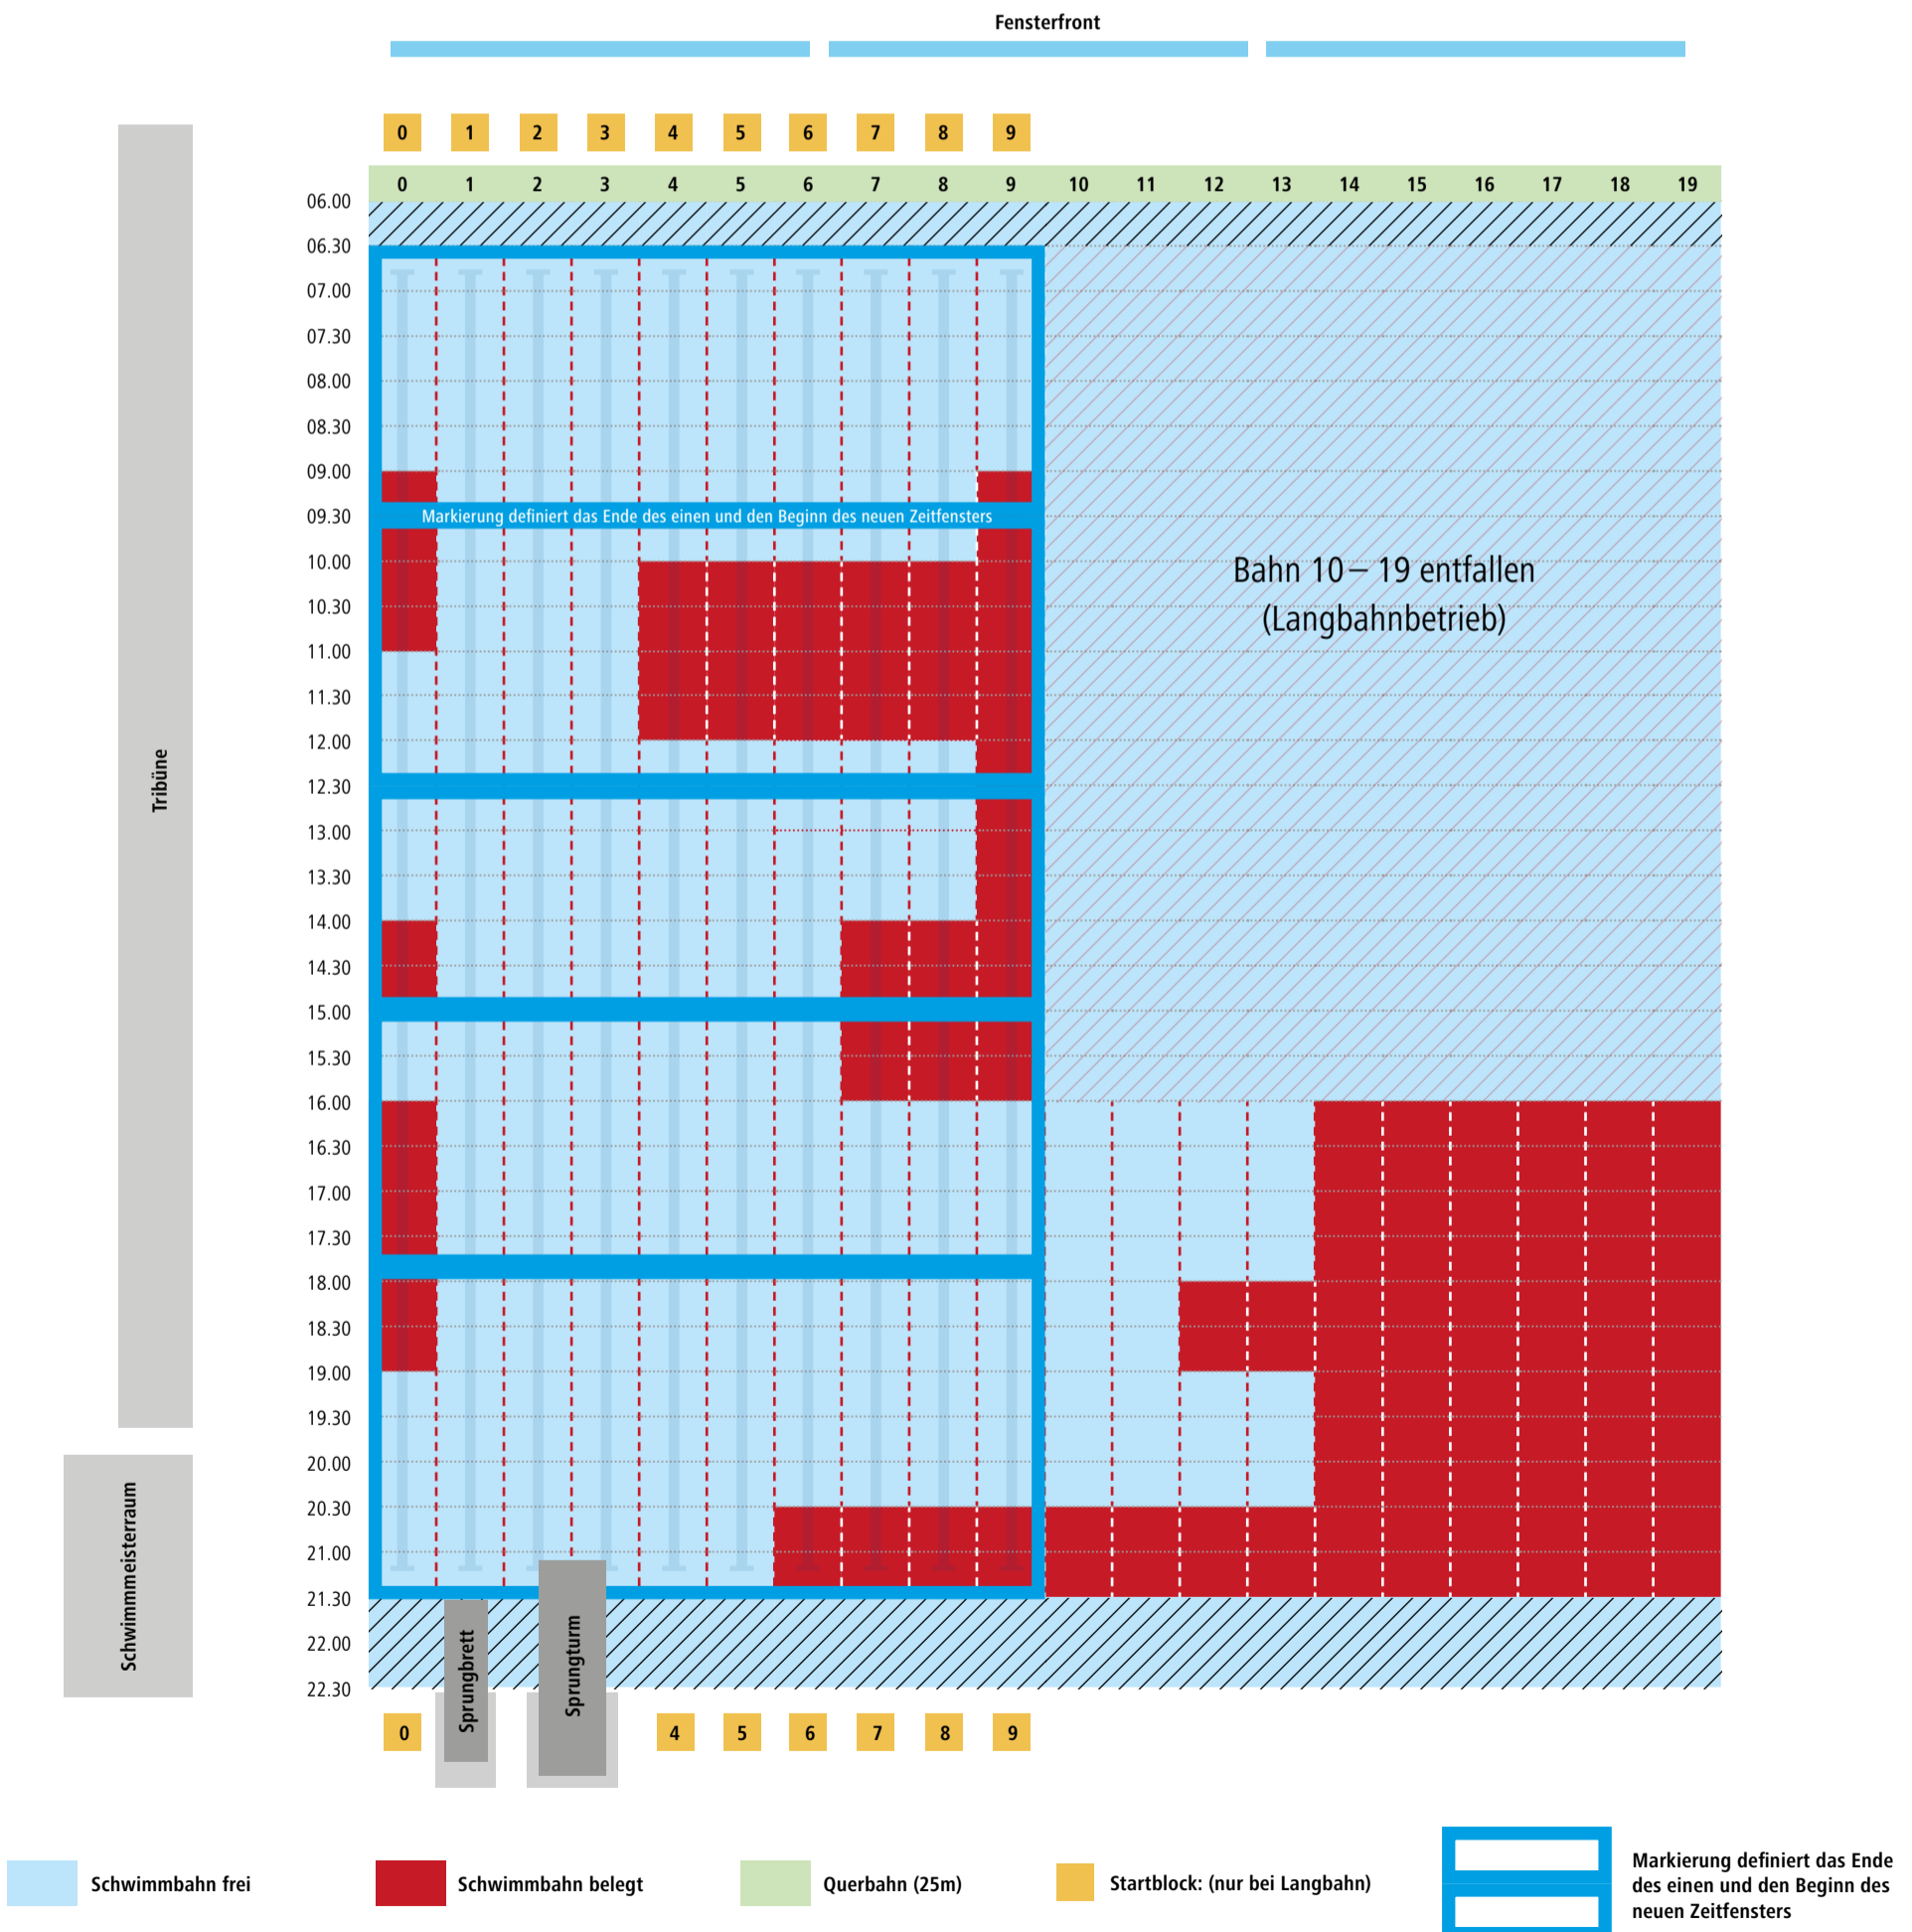 Fensterfront
0 1 2 3 4 5 6 7 8 9
0 1 2 3 4 5 6 7 8 9 10 11 12 13 14 15 16 17 18 19
06.00
06.30
07.00
07.30
08.00
08.30
09.00
09.30
Markierung definiert das Ende des einen und den Beginn des neuen Zeitfensters
10.00
Bahn 10 – 19 entfallen
(Langbahnbetrieb)
10.30
11.00
11.30
12.00
12.30
13.00
13.30
14.00
14.30
15.00
15.30
16.00
16.30
17.00
17.30
18.00
18.30
19.00
19.30
20.00
20.30
21.00
21.30
22.00
22.30
Tribüne
Schwimmmeisterraum
Sprungbrett
Sprungturm
0 4 5 6 7 8 9
Schwimmbahn frei
Schwimmbahn belegt
Querbahn (25m)
Startblock: (nur bei Langbahn)
Markierung definiert das Ende
des einen und den Beginn des
neuen Zeitfensters